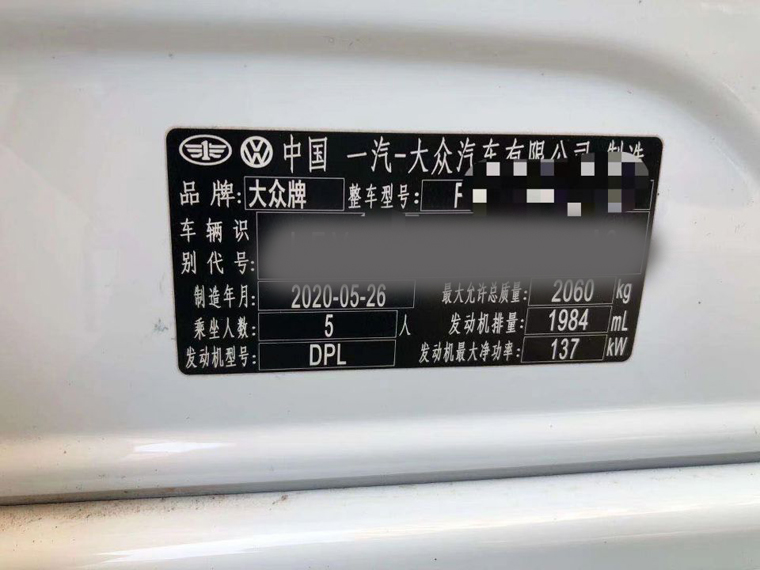 中国 一汽-大众汽车有限公司 制造
品牌: 大众牌 整车型号: F
车辆识
别代号:
制造年月: 2020-05-26 最大允许总质量: 2060 kg
乘坐人数: 5 人 发动机排量: 1984 mL
发动机型号: DPL 发动机最大净功率: 137 kW